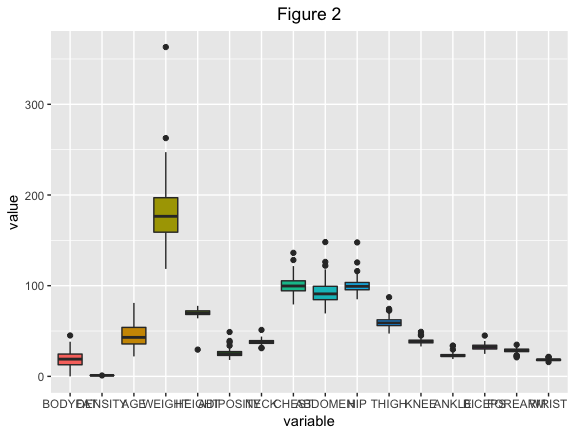 Figure 2
300
200
100
0
value
BODYFAT DENSITY AGE WEIGHT HEIGHT ADIPOSITY NECK CHEST ABDOMEN HIP THIGH KNEE ANKLE BICEPS FOREARM WRIST
variable